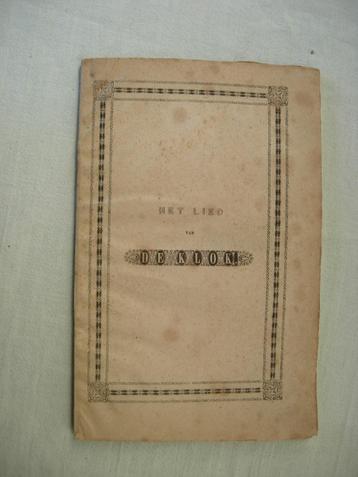 HET LIED
VAN
DE KLOK.